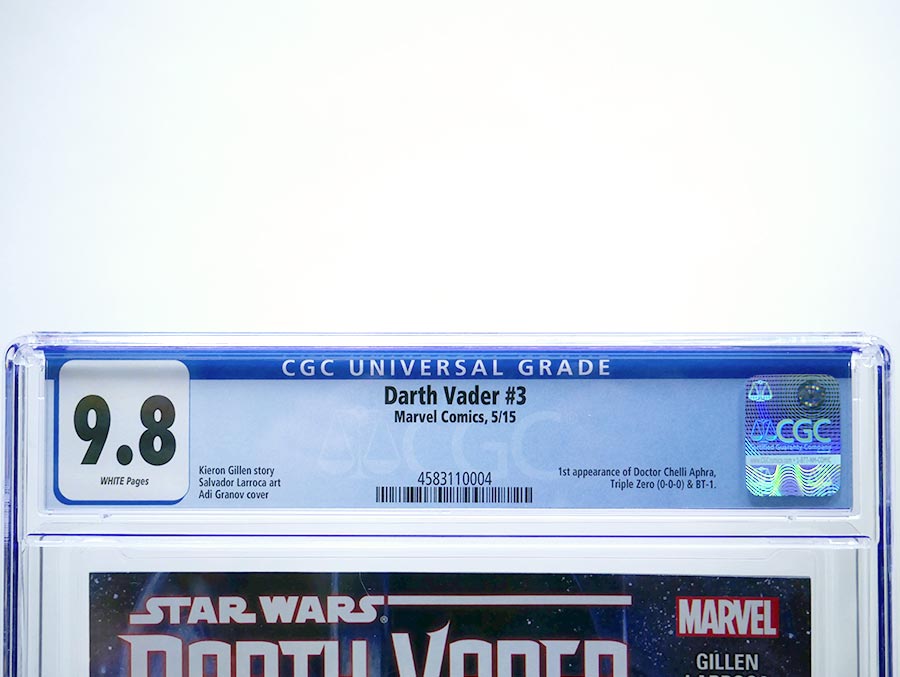 CGC UNIVERSAL GRADE
9.8
WHITE Pages
Darth Vader #3
Marvel Comics, 5/15
Kieron Gillen story
Salvador Larroca art
Adi Granov cover
4583110004
1st appearance of Doctor Chelli Aphra,
Triple Zero (0-0-0) & BT-1.
CGC
STAR WARS
DARTH VADER
MARVEL
GILLEN
LARROCA